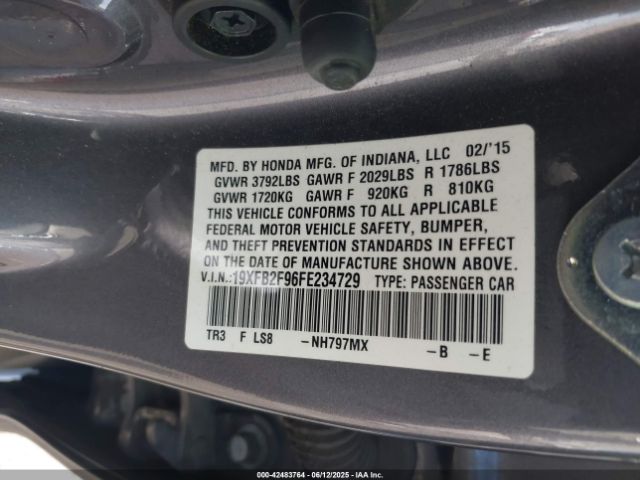 MFD. BY HONDA MFG. OF INDIANA, LLC 02/'15
GVWR 3792LBS GAWR F 2029LBS R 1786LBS
GVWR 1720KG GAWR F 920KG R 810KG
THIS VEHICLE CONFORMS TO ALL APPLICABLE
FEDERAL MOTOR VEHICLE SAFETY, BUMPER,
AND THEFT PREVENTION STANDARDS IN EFFECT
ON THE DATE OF MANUFACTURE SHOWN ABOVE.
V.I.N.:19XFB2F96FE234729 TYPE: PASSENGER CAR
TR3 F LS8 -NH797MX -B -E
000-42483764 - 06/12/2025 - IAA Inc.